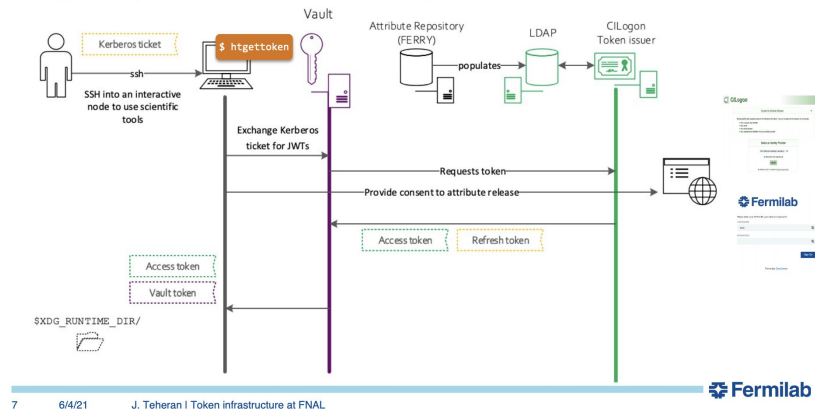 Vault
Attribute Repository
(FERRY)
LDAP
CILogon
Token issuer
Kerberos ticket
$ htgettoken
ssh
populates
SSH into an interactive
node to use scientific
tools
Exchange Kerberos
ticket for JWTs
Requests token
Provide consent to attribute release
Access token
Refresh token
Access token
Vault token
$XDG_RUNTIME_DIR/
CILogon
Fermilab
Fermilab
7
6/4/21
J. Teheran | Token infrastructure at FNAL